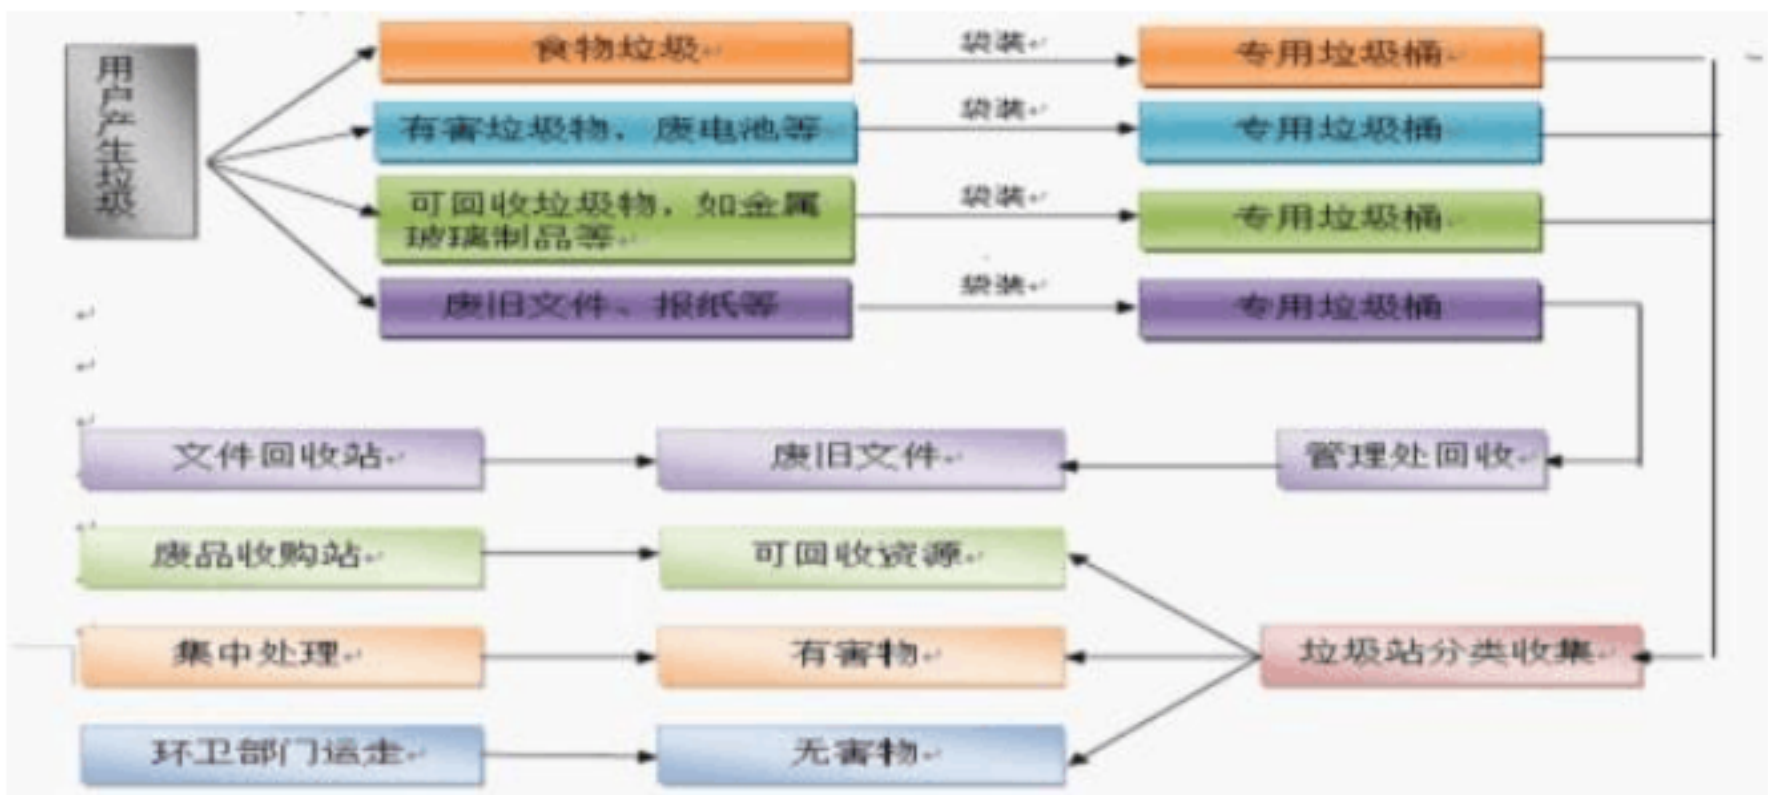 用户产生垃圾
食物垃圾
袋装
专用垃圾桶
有害垃圾物，废电池等
袋装
专用垃圾桶
可回收垃圾物，如金属
玻璃制品等
袋装
专用垃圾桶
废旧文件、报纸等
袋装
专用垃圾桶
文件回收站
废旧文件
管理处回收
废品收购站
可回收资源
集中处理
有害物
垃圾站分类收集
环卫部门运走
无害物